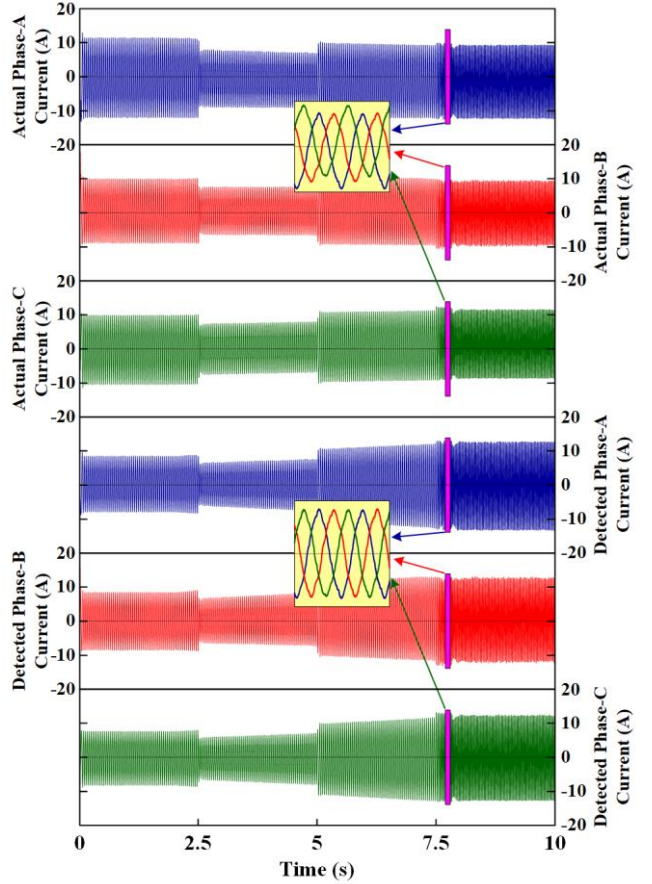 20
10
0
-10
-20
Actual Phase-A
Current (A)
20
10
0
-10
-20
Actual Phase-B
Current (A)
20
10
0
-10
-20
Actual Phase-C
Current (A)
20
10
0
-10
-20
Detected Phase-A
Current (A)
20
10
0
-10
-20
Detected Phase-B
Current (A)
20
10
0
-10
-20
Detected Phase-C
Current (A)
0
2.5
5
7.5
10
Time (s)